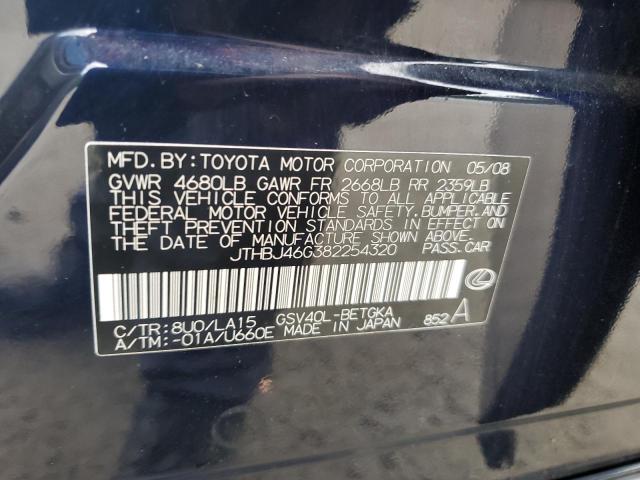 MFD. BY: TOYOTA MOTOR CORPORATION 05/08
GVWR 4680LB GAWR FR 2668LB RR 2359LB
THIS VEHICLE CONFORMS TO ALL APPLICABLE
FEDERAL MOTOR VEHICLE SAFETY, BUMPER, AND
THEFT PREVENTION STANDARDS IN EFFECT ON
THE DATE OF MANUFACTURE SHOWN ABOVE.
JTHBJ46G382254320 PASS. CAR
C/TR: 8U0/LA15 GSV40L-BETGKA
A/TM: -01A/U660E MADE IN JAPAN 852 A